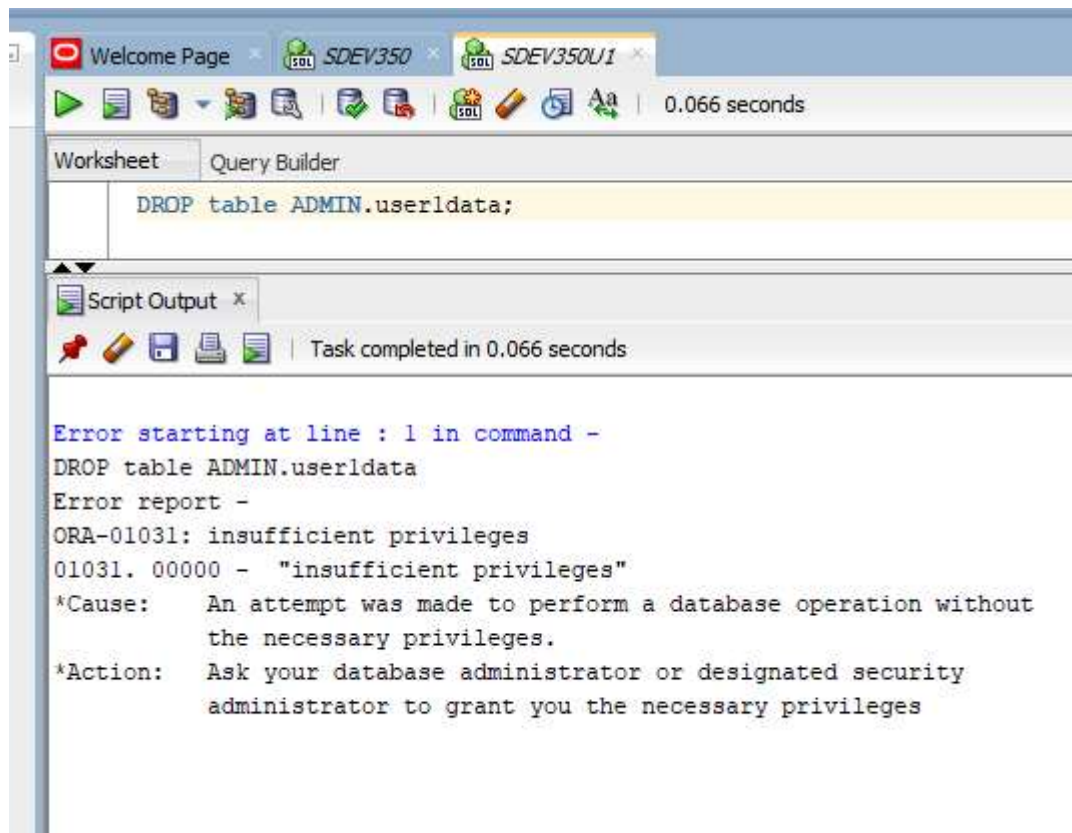 Welcome Page
SDEV350
SDEV350U1
0.066 seconds
Worksheet
Query Builder
DROP table ADMIN.user1data;
Script Output
Task completed in 0.066 seconds
Error starting at line : 1 in command -
DROP table ADMIN.user1data
Error report -
ORA-01031: insufficient privileges
01031. 00000 -  "insufficient privileges"
*Cause:    An attempt was made to perform a database operation without
the necessary privileges.
*Action:   Ask your database administrator or designated security
administrator to grant you the necessary privileges